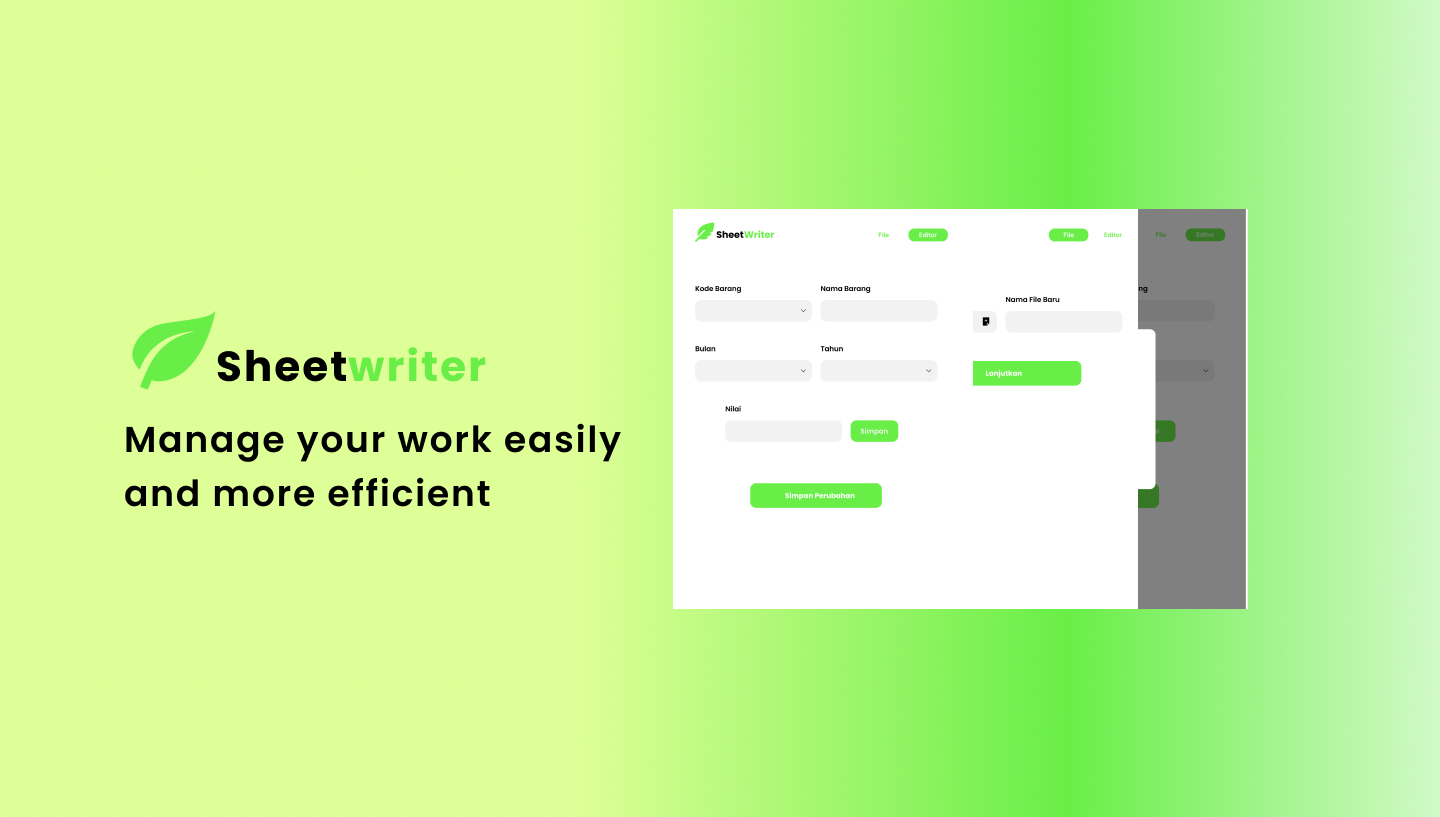 Sheetwriter
Manage your work easily
and more efficient
SheetWriter
File
Editor
File
Editor
File
Editor
Kode Barang
Nama Barang
Nama File Baru
Bulan
Tahun
Lanjutkan
Nilai
Simpan
Simpan Perubahan